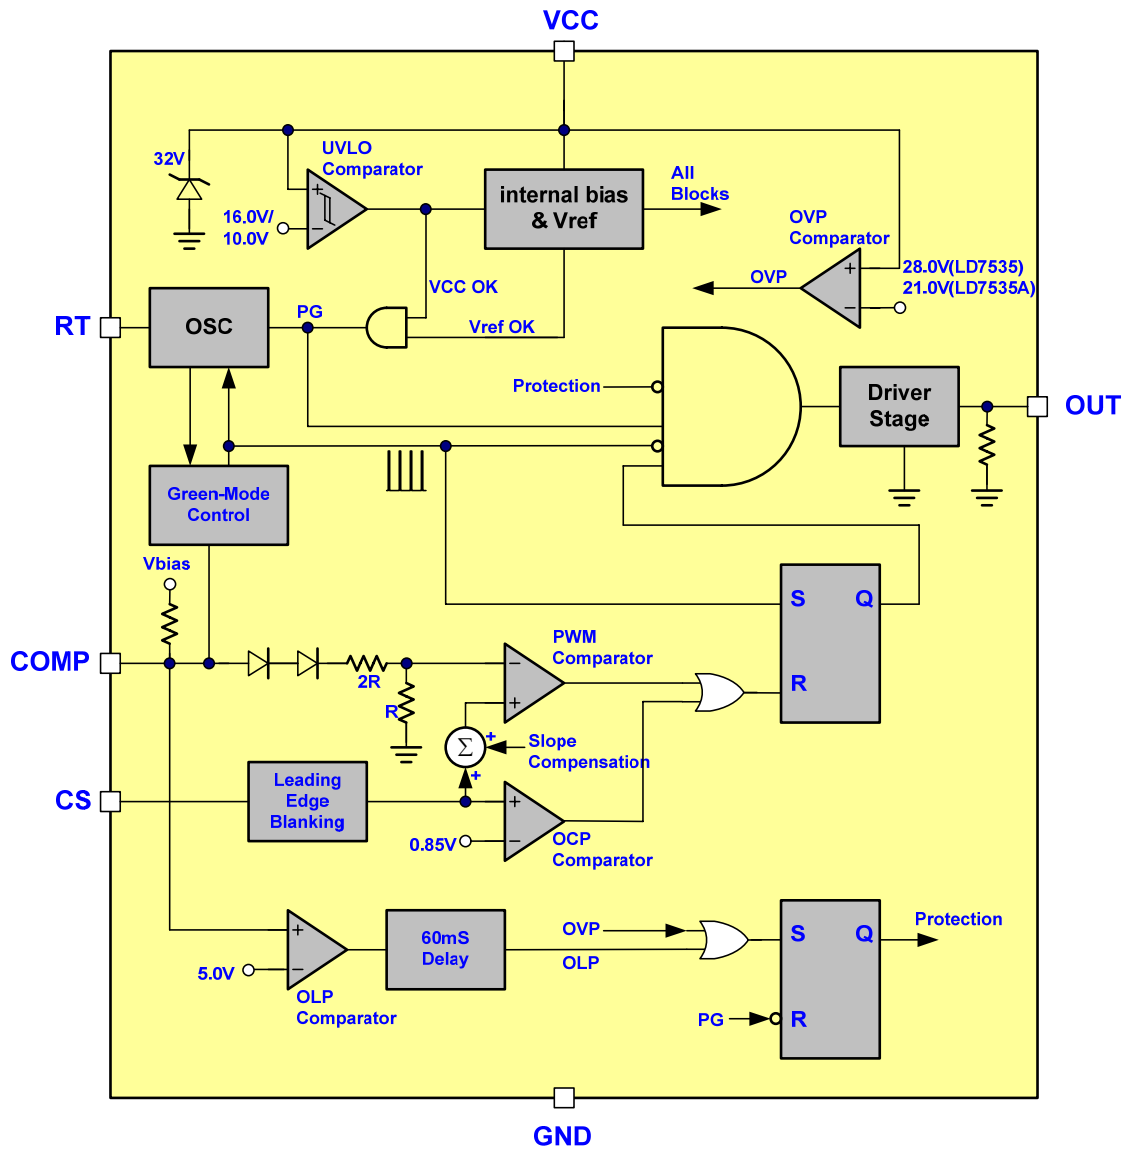 VCC
32V
UVLO
Comparator
16.0V/
10.0V
+
−
internal bias
& Vref
All
Blocks
OVP
Comparator
28.0V(LD7535)
21.0V(LD7535A)
+
−
OVP
VCC OK
Vref OK
PG
RT
OSC
Protection
Driver
Stage
OUT
Green-Mode
Control
Vbias
COMP
2R
R
PWM
Comparator
−
+
S
Q
R
Σ
+
+
Slope
Compensation
CS
Leading
Edge
Blanking
0.85V
+
−
OCP
Comparator
5.0V
+
−
OLP
Comparator
60mS
Delay
OVP
OLP
S
Q
R
Protection
PG
GND